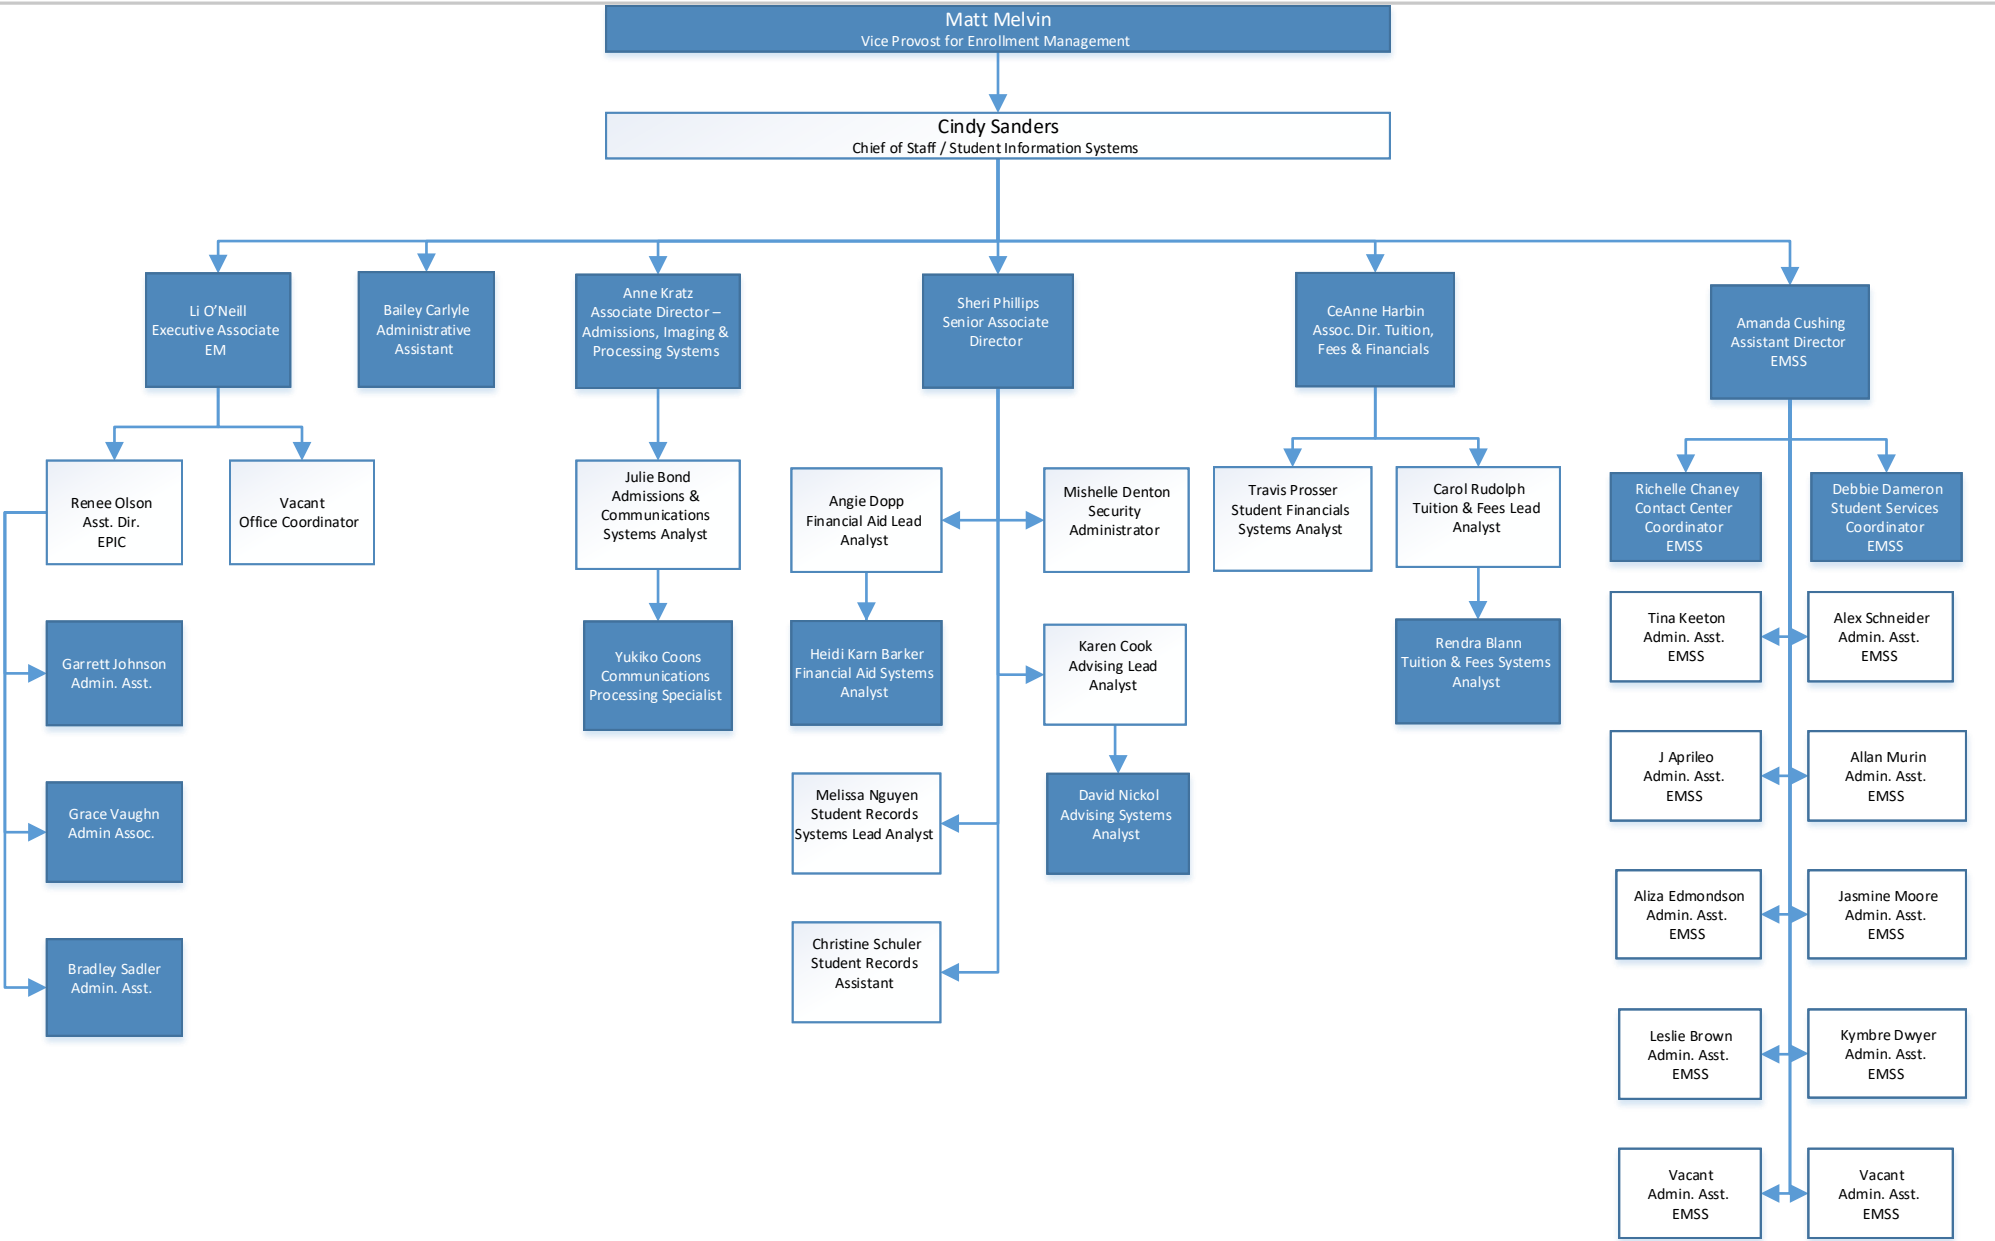 Matt Melvin
Vice Provost for Enrollment Management
Cindy Sanders
Chief of Staff / Student Information Systems
Li O’Neill
Executive Associate
EM
Bailey Carlyle
Administrative
Assistant
Anne Kratz
Associate Director –
Admissions, Imaging &
Processing Systems
Sheri Phillips
Senior Associate
Director
CeAnne Harbin
Assoc. Dir. Tuition,
Fees & Financials
Amanda Cushing
Assistant Director
EMSS
Renee Olson
Asst. Dir.
EPIC
Vacant
Office Coordinator
Julie Bond
Admissions &
Communications
Systems Analyst
Angie Dopp
Financial Aid Lead
Analyst
Mishelle Denton
Security
Administrator
Travis Prosser
Student Financials
Systems Analyst
Carol Rudolph
Tuition & Fees Lead
Analyst
Richelle Chaney
Contact Center
Coordinator
EMSS
Debbie Dameron
Student Services
Coordinator
EMSS
Garrett Johnson
Admin. Asst.
Yukiko Coons
Communications
Processing Specialist
Heidi Karn Barker
Financial Aid Systems
Analyst
Karen Cook
Advising Lead
Analyst
Rendra Blann
Tuition & Fees Systems
Analyst
Tina Keeton
Admin. Asst.
EMSS
Alex Schneider
Admin. Asst.
EMSS
Grace Vaughn
Admin Assoc.
Melissa Nguyen
Student Records
Systems Lead Analyst
David Nickol
Advising Systems
Analyst
J Aprileo
Admin. Asst.
EMSS
Allan Murin
Admin. Asst.
EMSS
Bradley Sadler
Admin. Asst.
Christine Schuler
Student Records
Assistant
Aliza Edmondson
Admin. Asst.
EMSS
Jasmine Moore
Admin. Asst.
EMSS
Leslie Brown
Admin. Asst.
EMSS
Kymbre Dwyer
Admin. Asst.
EMSS
Vacant
Admin. Asst.
EMSS
Vacant
Admin. Asst.
EMSS